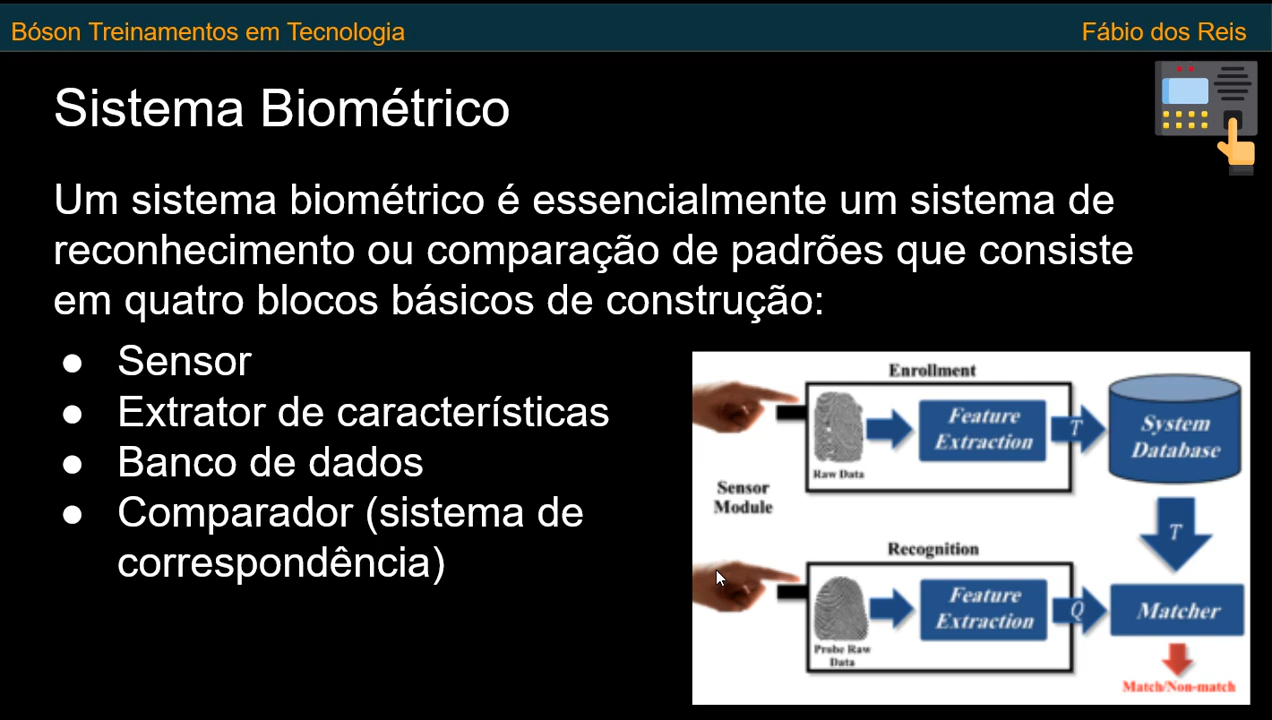 Bóson Treinamentos em Tecnologia
Fábio dos Reis
Sistema Biométrico
Um sistema biométrico é essencialmente um sistema de
reconhecimento ou comparação de padrões que consiste
em quatro blocos básicos de construção:
● Sensor
● Extrator de características
● Banco de dados
● Comparador (sistema de
correspondência)
Enrollment
Feature
Extraction
T
System
Database
Raw Data
Sensor
Module
T
Recognition
Feature
Extraction
Q
Matcher
Probe Raw
Data
Match/Non-match